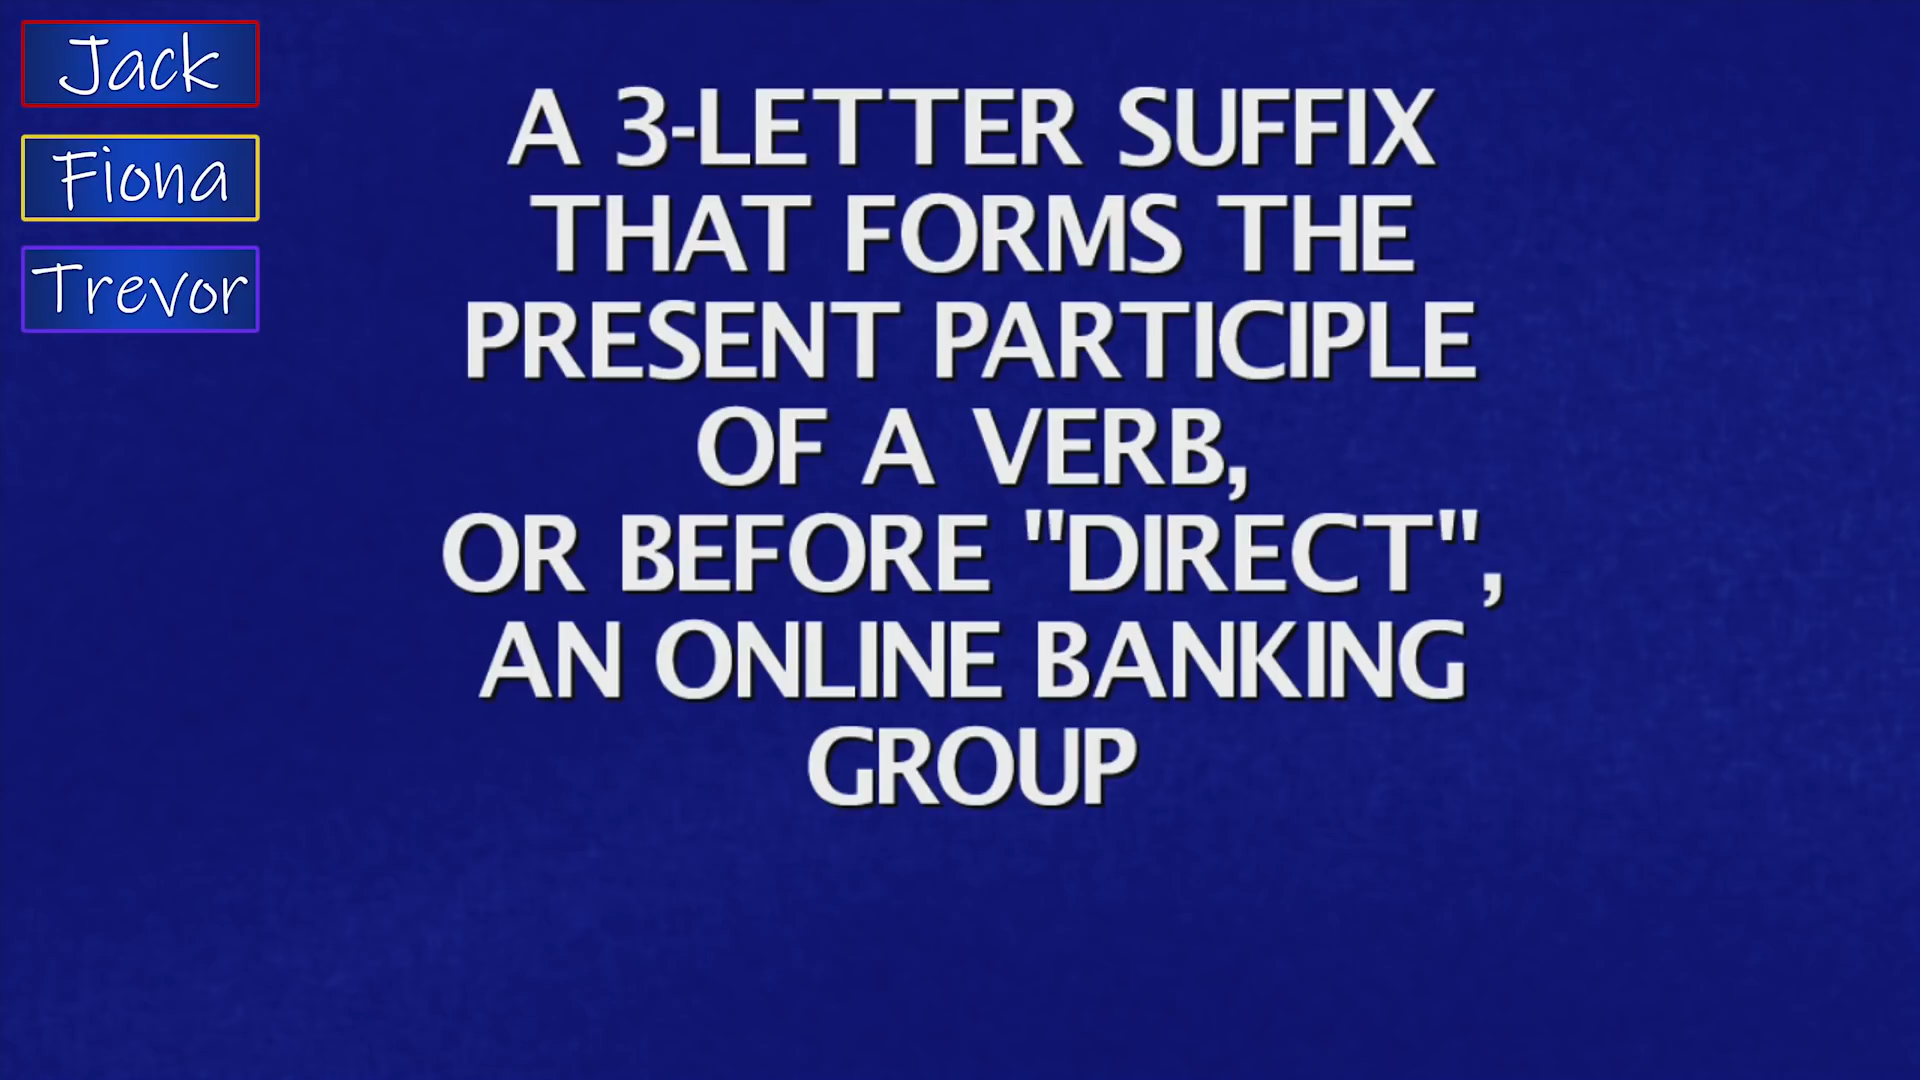 Jack
Fiona
Trevor
A 3-LETTER SUFFIX
THAT FORMS THE
PRESENT PARTICIPLE
OF A VERB,
OR BEFORE "DIRECT",
AN ONLINE BANKING
GROUP